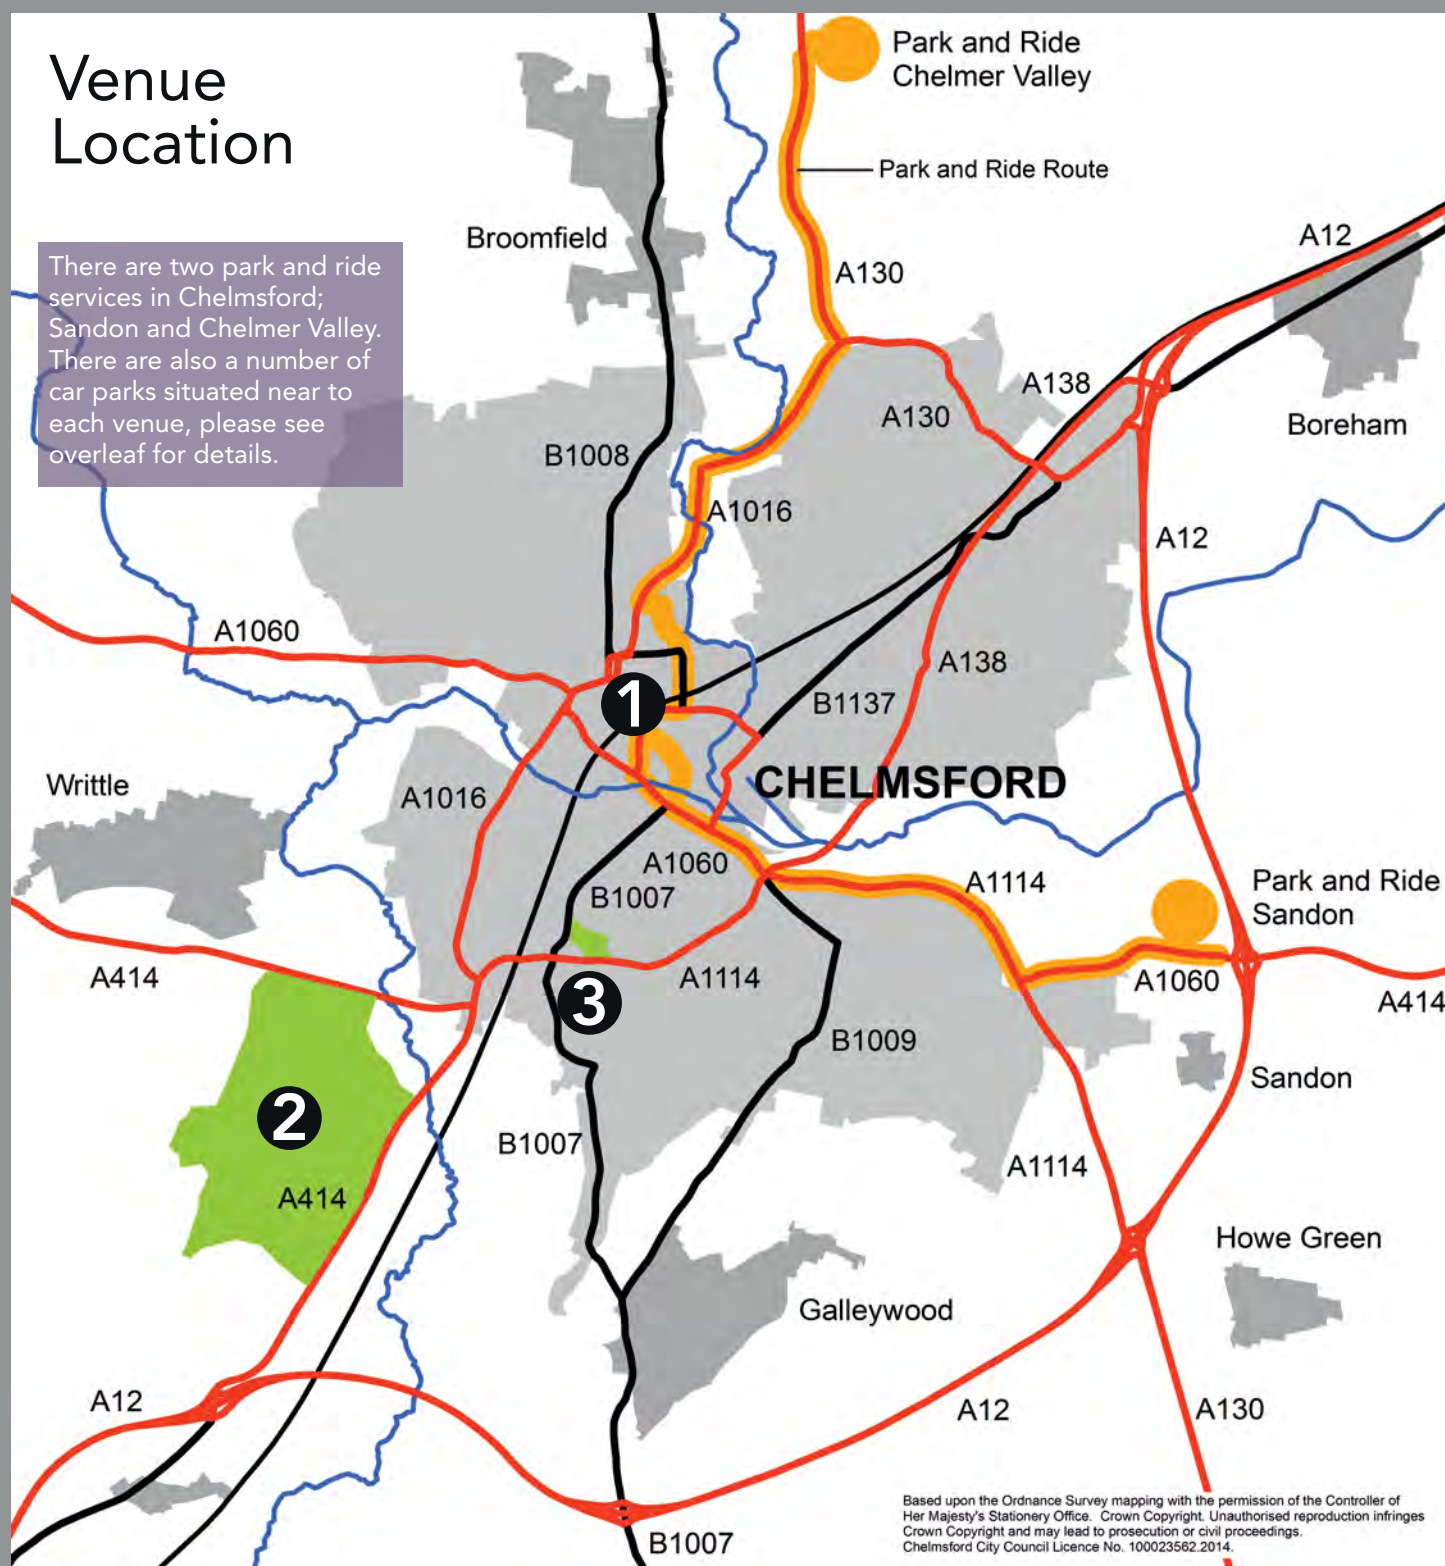 Venue
Location
There are two park and ride
services in Chelmsford;
Sandon and Chelmer Valley.
There are also a number of
car parks situated near to
each venue, please see
overleaf for details.
Park and Ride
Chelmer Valley
Park and Ride Route
Broomfield
A12
A130
A138
A130
Boreham
B1008
A1016
A12
A1060
A138
1
B1137
Writtle
A1016
CHELMSFORD
A1060
B1007
A1114
Park and Ride
Sandon
A414
A1114
A1060
A414
3
B1009
Sandon
2
B1007
A1114
A414
Howe Green
Galleywood
A12
A12
A130
B1007
Based upon the Ordnance Survey mapping with the permission of the Controller of
Her Majesty's Stationery Office. Crown Copyright. Unauthorised reproduction infringes
Crown Copyright and may lead to prosecution or civil proceedings.
Chelmsford City Council Licence No. 100023562.2014.